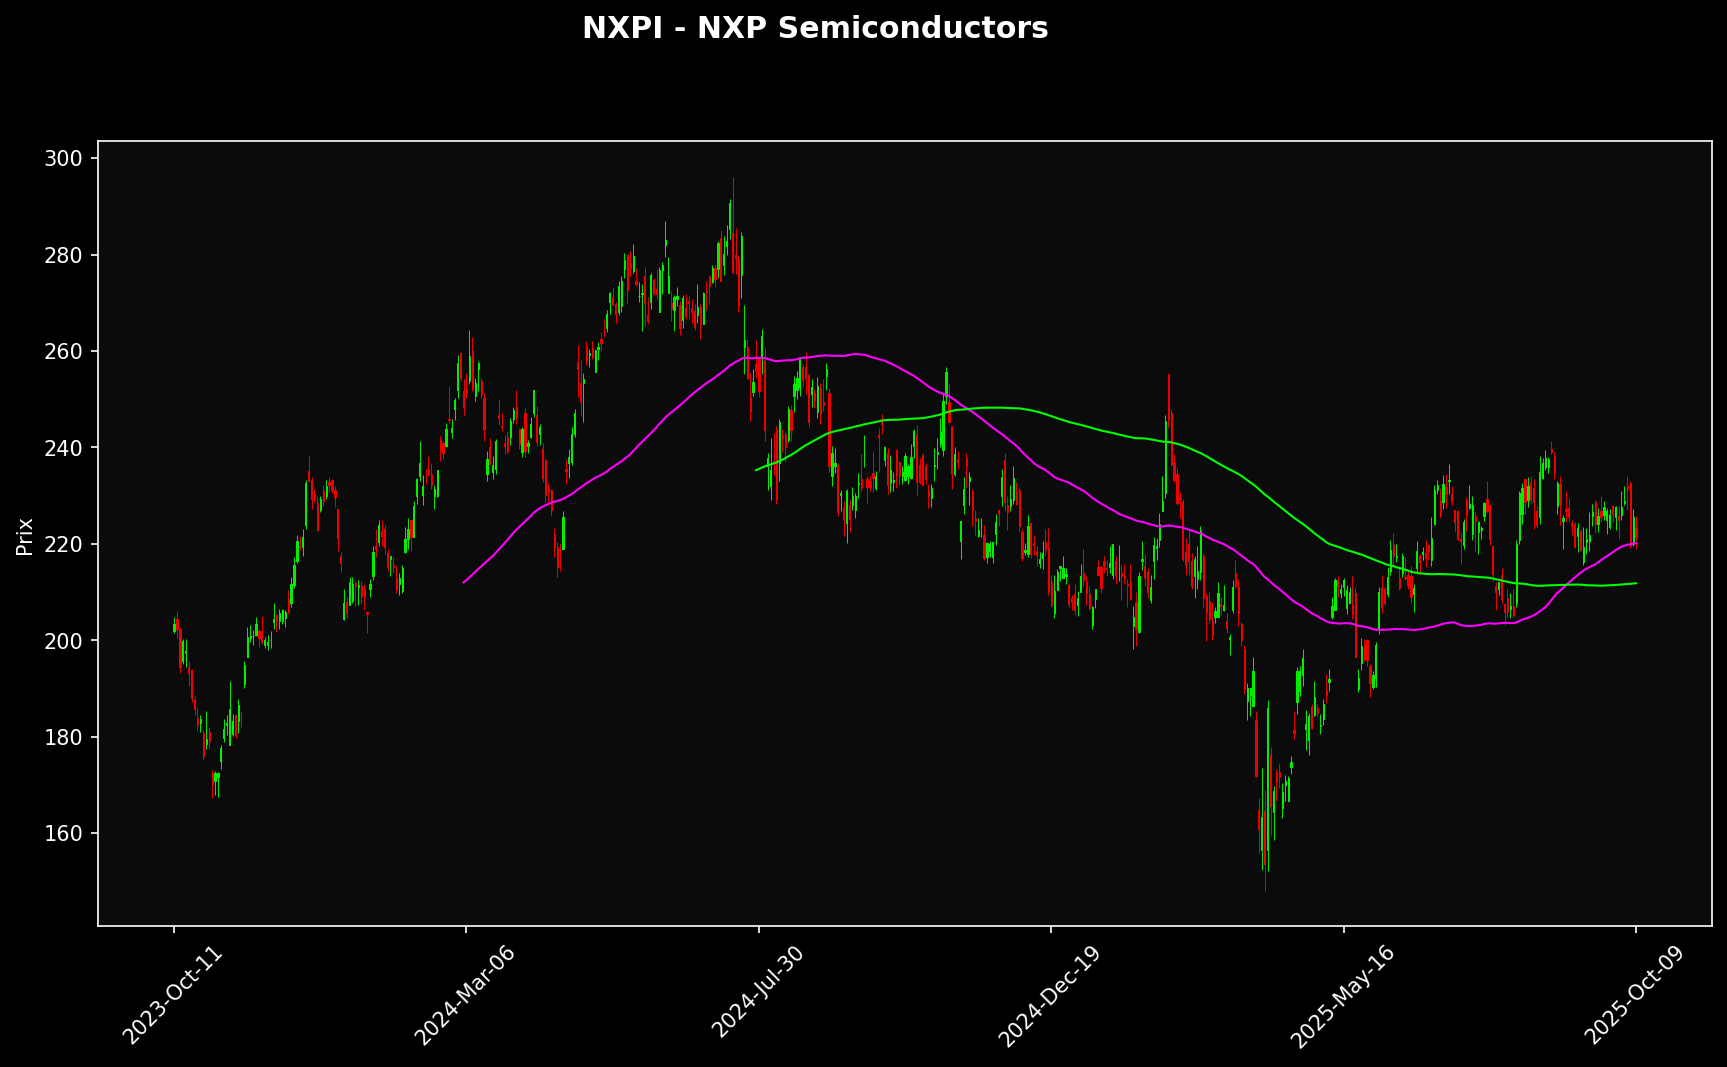 NXPI - NXP Semiconductors
Prix
300
280
260
240
220
200
180
160
2023-Oct-11
2024-Mar-06
2024-Jul-30
2024-Dec-19
2025-May-16
2025-Oct-09